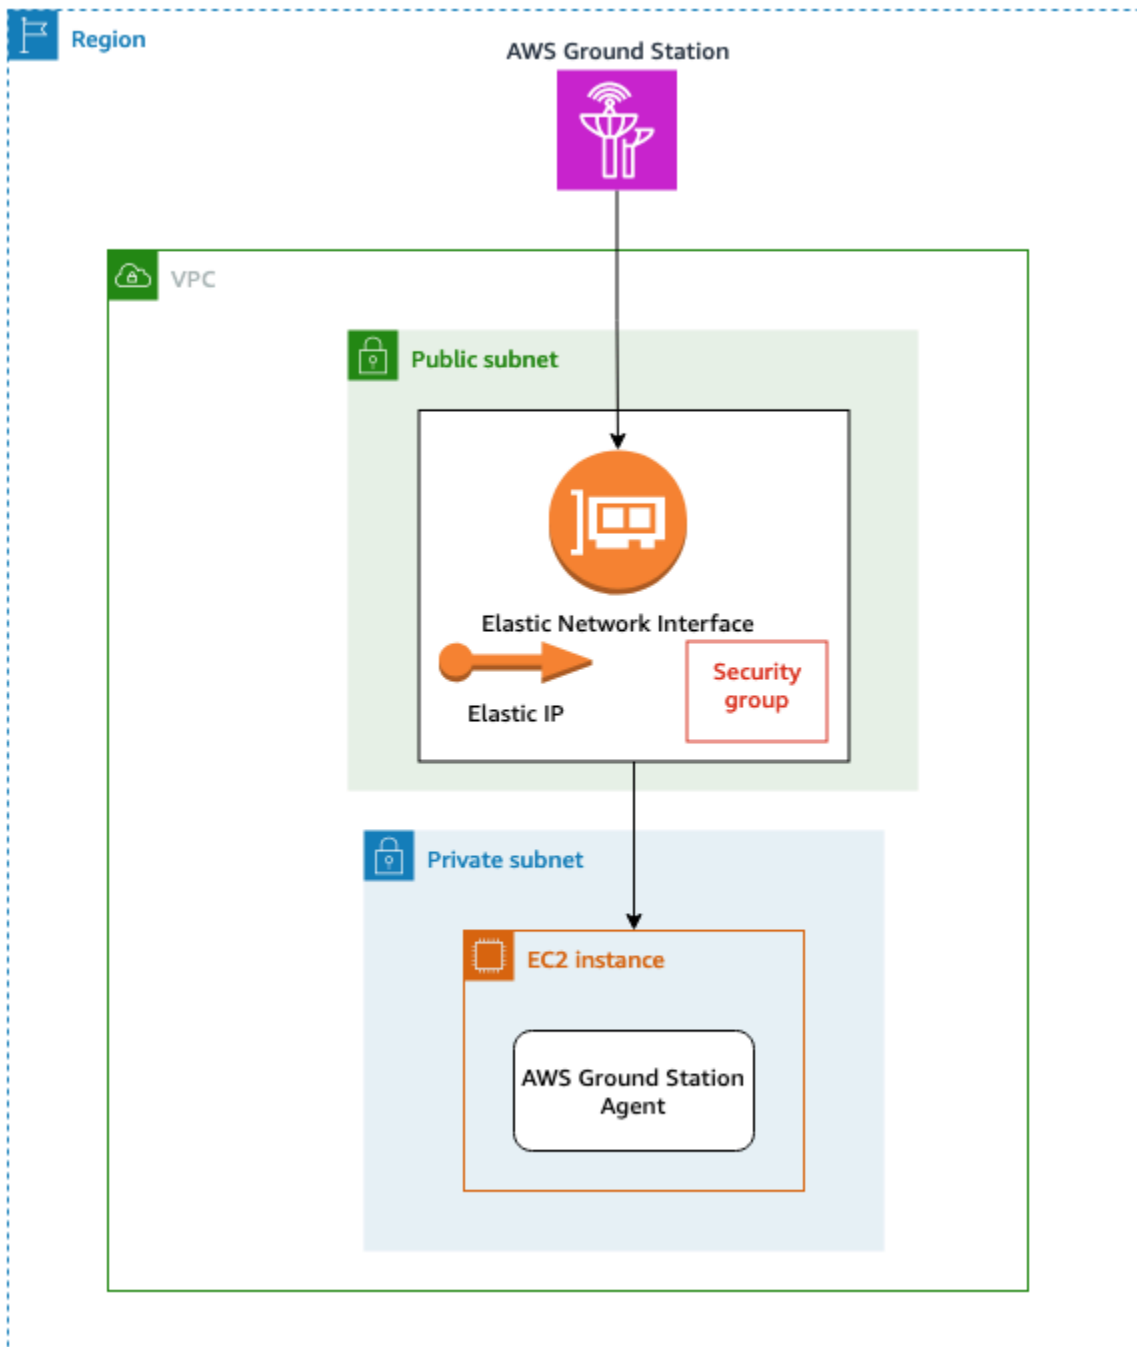 Region
AWS Ground Station
VPC
Public subnet
Elastic Network Interface
Elastic IP
Security
group
Private subnet
EC2 instance
AWS Ground Station
Agent